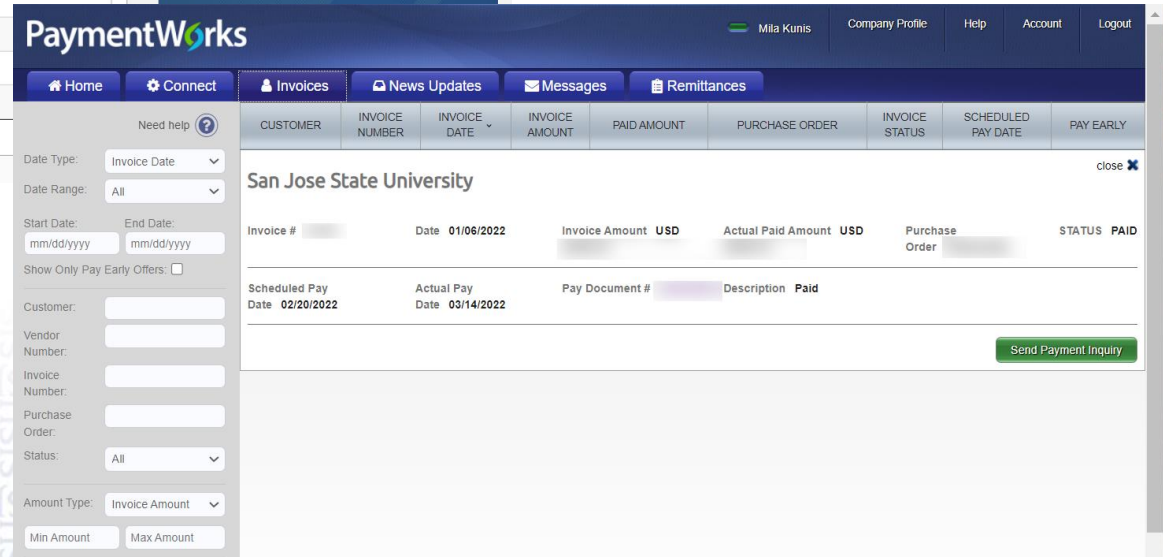 PaymentWorks
Mila Kunis Company Profile Help Account Logout
Home Connect Invoices News Updates Messages Remittances
Need help ?
CUSTOMER INVOICE NUMBER INVOICE DATE INVOICE AMOUNT PAID AMOUNT PURCHASE ORDER INVOICE STATUS SCHEDULED PAY DATE PAY EARLY
Date Type: Invoice Date
Date Range: All
Start Date: End Date:
mm/dd/yyyy mm/dd/yyyy
Show Only Pay Early Offers:
Customer:
Vendor
Number:
Invoice
Number:
Purchase
Order:
Status: All
Amount Type: Invoice Amount
Min Amount Max Amount
close
San Jose State University
Invoice # Date 01/06/2022 Invoice Amount USD Actual Paid Amount USD Purchase STATUS PAID
Order
Scheduled Pay Actual Pay Pay Document # Description Paid
Date 02/20/2022 Date 03/14/2022
Send Payment Inquiry